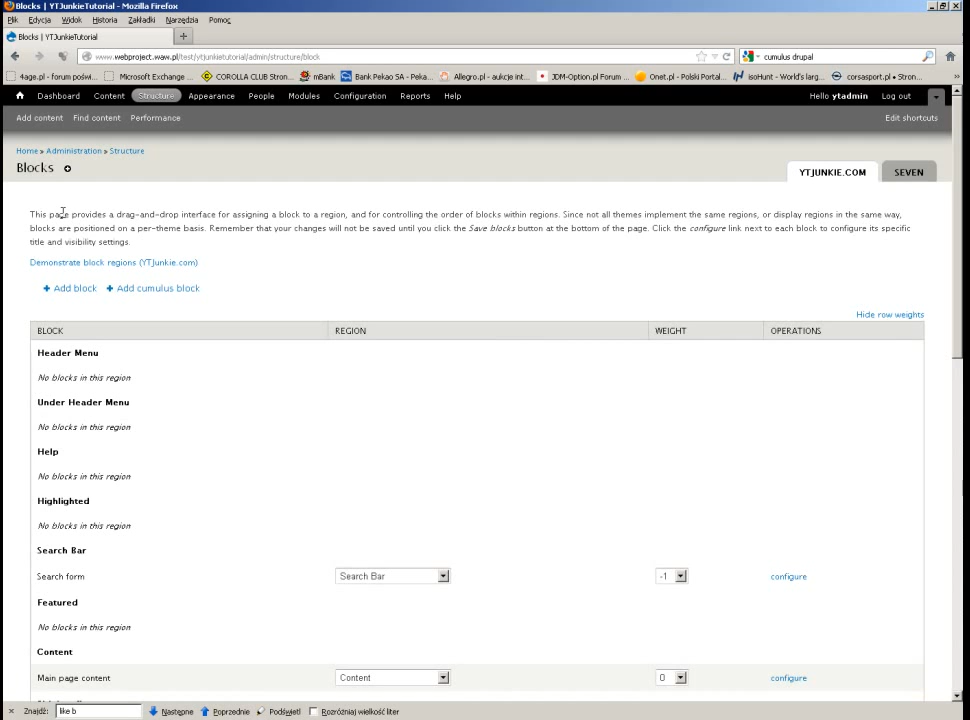 Blocks | YTJunkieTutorial - Mozilla Firefox
Plik Edycja Widok Historia Zakładki Narzędzia Pomoc
Blocks | YTJunkieTutorial +
www.webproject.waw.pl/test/ytjunkietutorial/admin/structure/block cumulus drupal
4age.pl - forum poświ... Microsoft Exchange ... COROLLA CLUB Stron... mBank Bank Pekao SA - Peka... Allegro.pl - aukcje int... JDM-Option.pl Forum ... Onet.pl - Polski Portal... isoHunt - World's larg... corsasport.pl • Stron...
Dashboard Content Structure Appearance People Modules Configuration Reports Help Hello ytadmin Log out
Add content Find content Performance Edit shortcuts
Home » Administration » Structure
Blocks
YTJUNKIE.COM SEVEN
This page provides a drag-and-drop interface for assigning a block to a region, and for controlling the order of blocks within regions. Since not all themes implement the same regions, or display regions in the same way,
blocks are positioned on a per-theme basis. Remember that your changes will not be saved until you click the Save blocks button at the bottom of the page. Click the configure link next to each block to configure its specific
title and visibility settings.
Demonstrate block regions (YTJunkie.com)
+ Add block + Add cumulus block
Hide row weights
BLOCK REGION WEIGHT OPERATIONS
Header Menu
No blocks in this region
Under Header Menu
No blocks in this region
Help
No blocks in this region
Highlighted
No blocks in this region
Search Bar
Search form Search Bar -1 configure
Featured
No blocks in this region
Content
Main page content Content 0 configure
Znajdź: like b Następne Poprzednie Podświetl Rozróżniaj wielkość liter